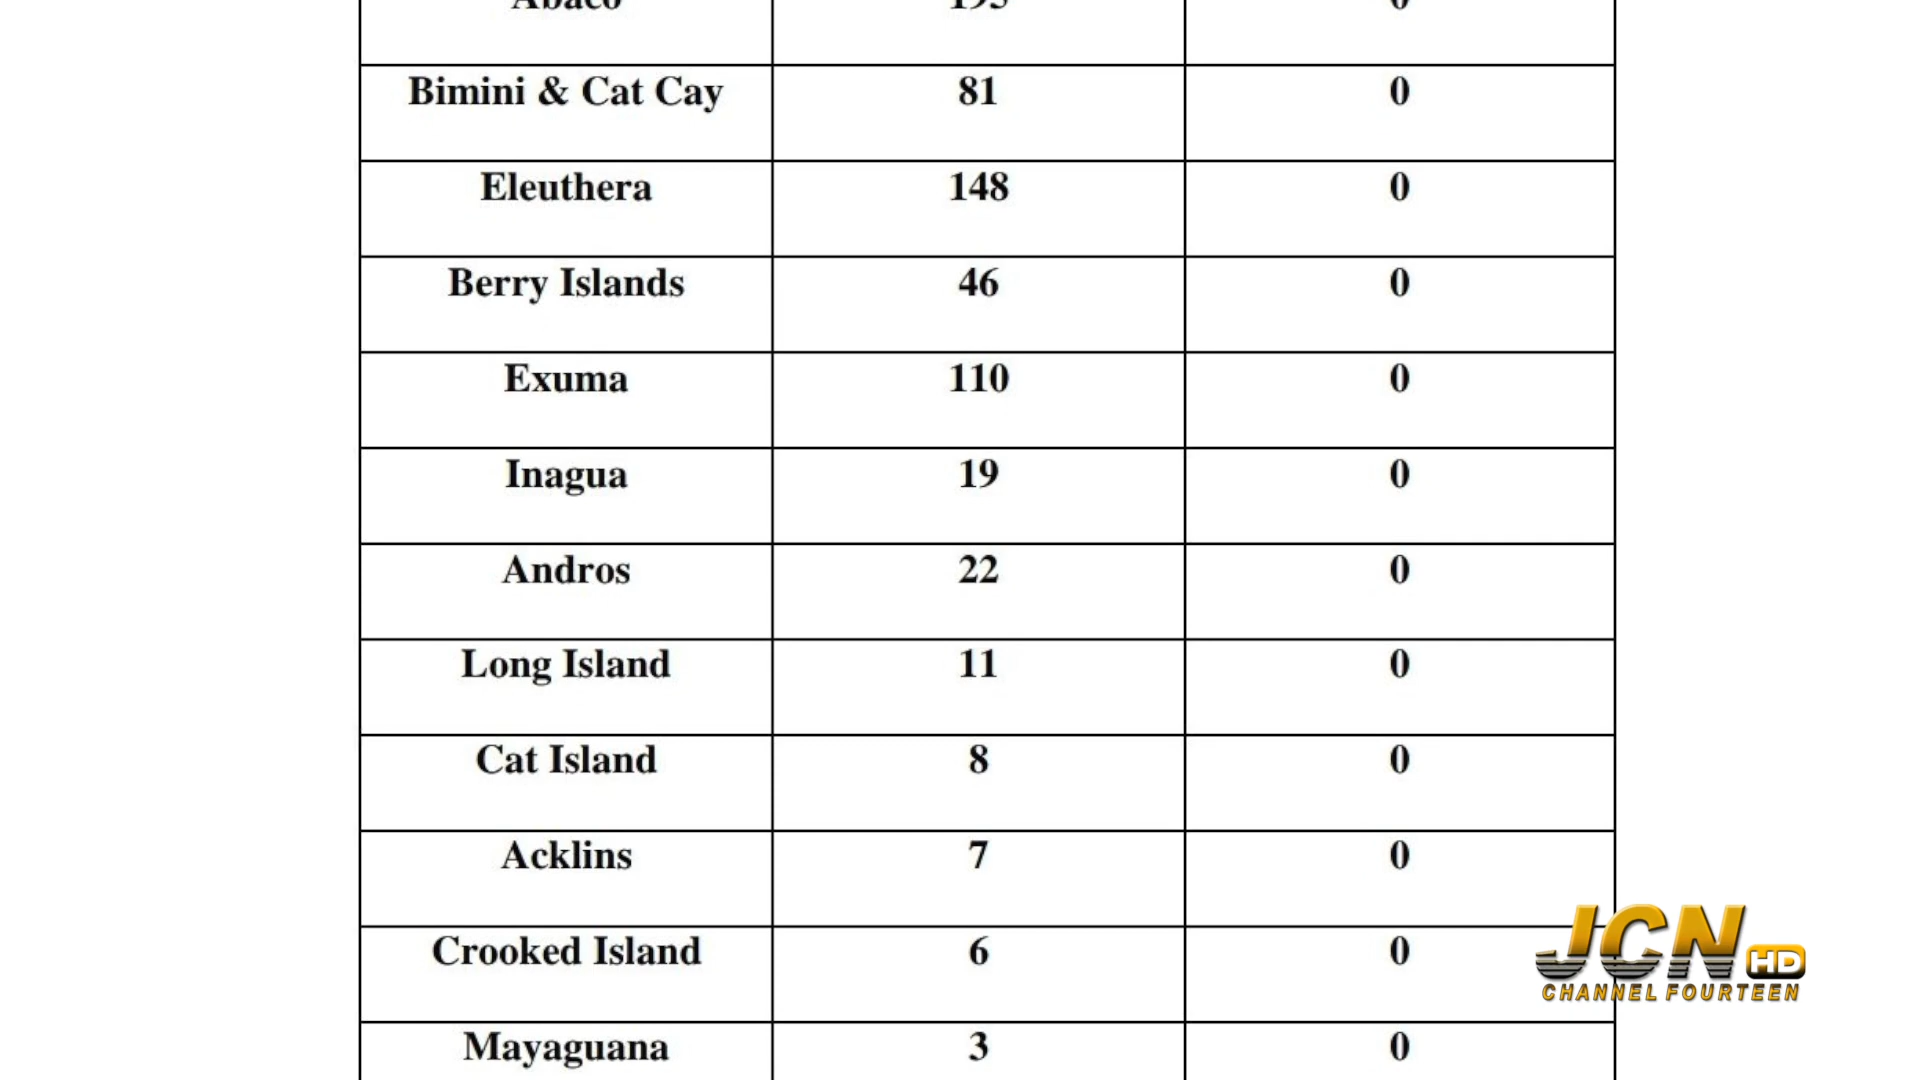 Abaco 195 0
Bimini & Cat Cay 81 0
Eleuthera 148 0
Berry Islands 46 0
Exuma 110 0
Inagua 19 0
Andros 22 0
Long Island 11 0
Cat Island 8 0
Acklins 7 0
Crooked Island 6 0
Mayaguana 3 0
JCN HD
CHANNEL FOURTEEN